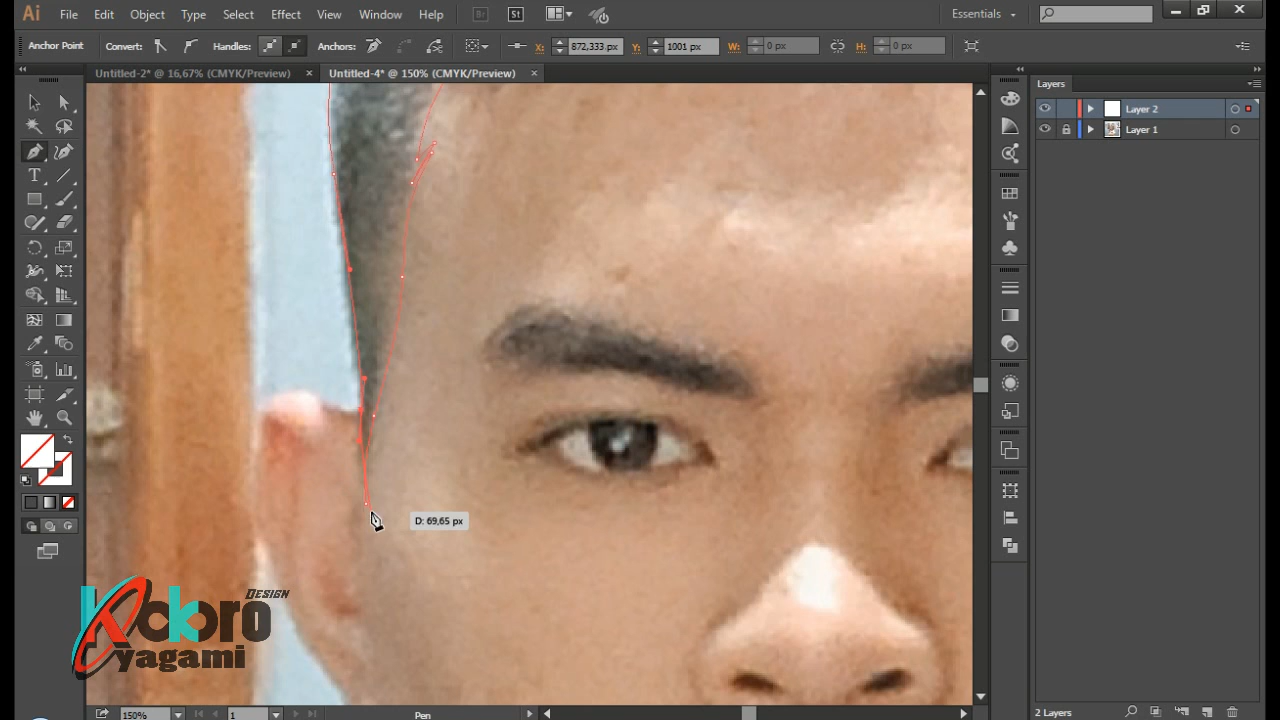 Ai File Edit Object Type Select Effect View Window Help Br St Essentials
Anchor Point Convert: Handles: Anchors: X: 872,333 px Y: 1001 px W: 0 px H: 0 px
Untitled-2* @ 16,67% (CMYK/Preview) × Untitled-4* @ 150% (CMYK/Preview) ×
Layers
Layer 2
Layer 1
D: 69,65 px
DESIGN
Kokoro
yagami
150% 1 Pen
2 Layers